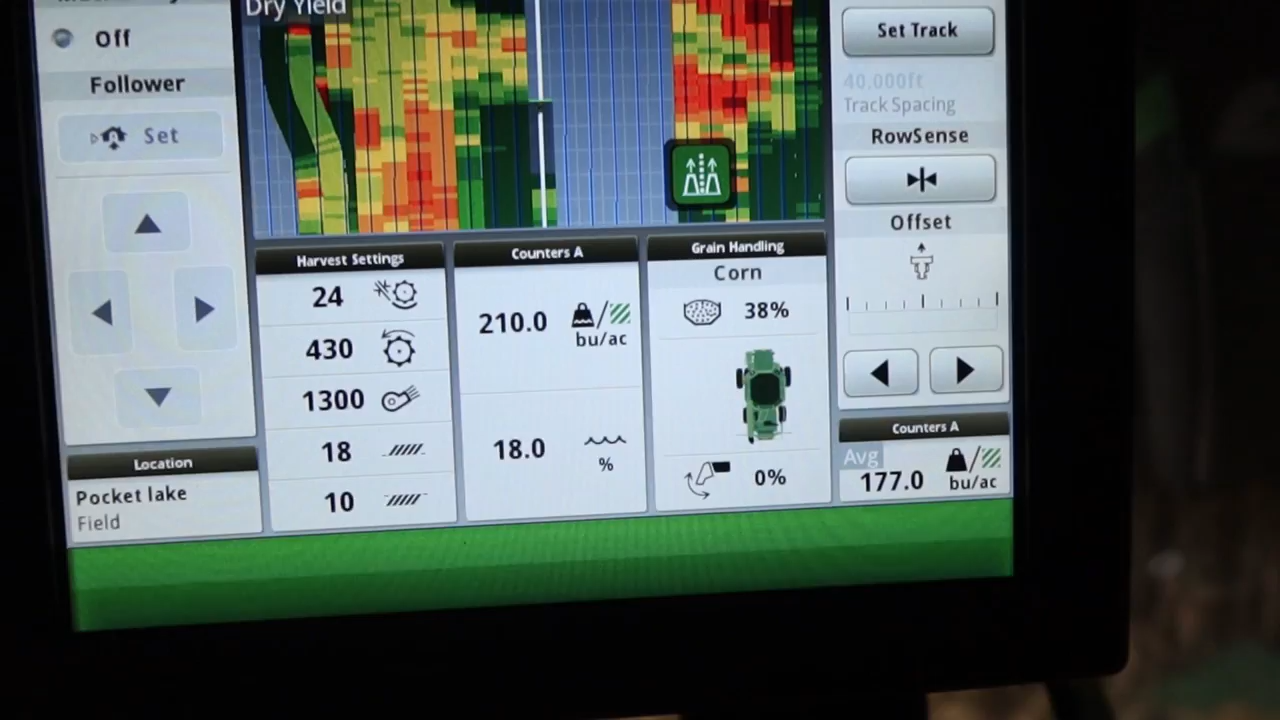 Off
Follower
Set
Location
Pocket lake
Field
Dry Yield
Harvest Settings
24
430
1300
18
10
Counters A
210.0
bu/ac
18.0
%
Grain Handling
Corn
38%
0%
Set Track
40,000ft
Track Spacing
RowSense
Offset
Counters A
Avg
177.0
bu/ac